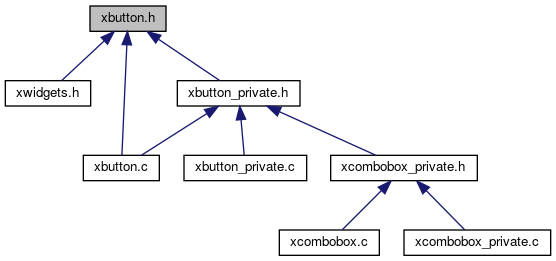 xbutton.h
xwidgets.h
xbutton_private.h
xbutton.c
xbutton_private.c
xcombobox_private.h
xcombobox.c
xcombobox_private.c